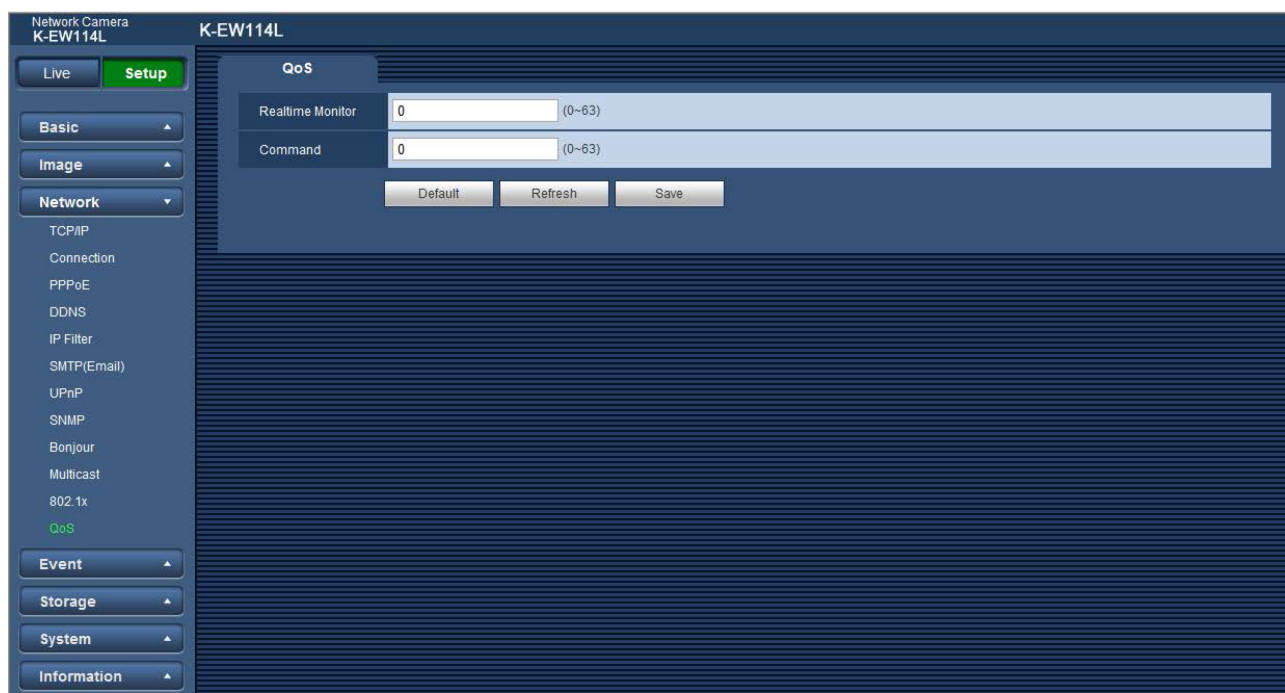 Network Camera
K-EW114L
K-EW114L
Live
Setup
Basic
Image
Network
TCP/IP
Connection
PPPoE
DDNS
IP Filter
SMTP(Email)
UPnP
SNMP
Bonjour
Multicast
802.1x
QoS
Event
Storage
System
Information
QoS
Realtime Monitor 0 (0~63)
Command 0 (0~63)
Default Refresh Save